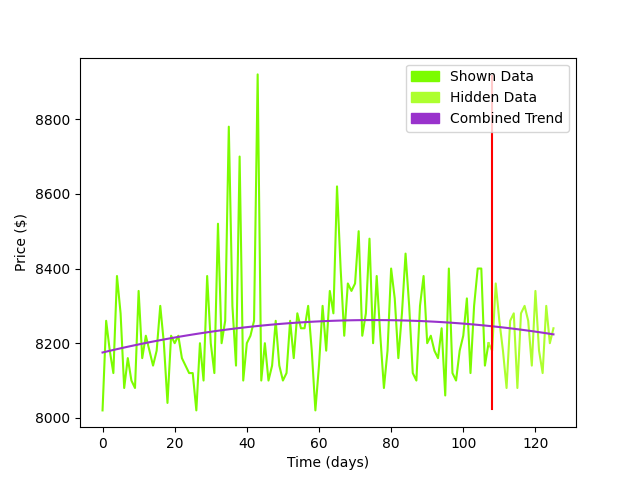 Shown Data
Hidden Data
Combined Trend
Price ($)
8800
8600
8400
8200
8000
0 20 40 60 80 100 120
Time (days)